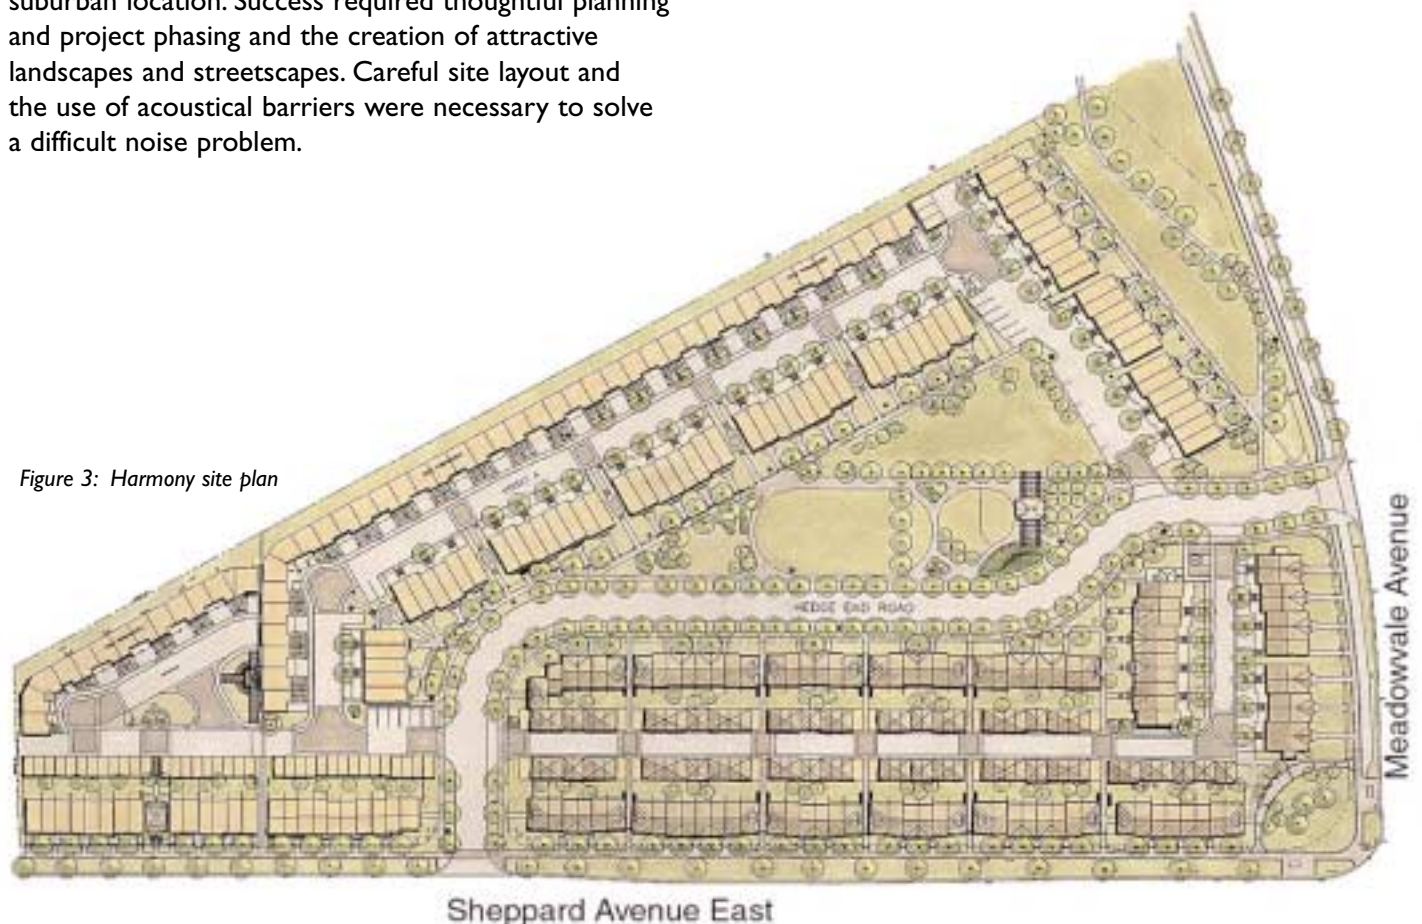 suburban location. Success required thoughtful planning
and project phasing and the creation of attractive
landscapes and streetscapes. Careful site layout and
the use of acoustical barriers were necessary to solve
a difficult noise problem.
Figure 3: Harmony site plan
HEDGE END ROAD
Meadowvale Avenue
Sheppard Avenue East